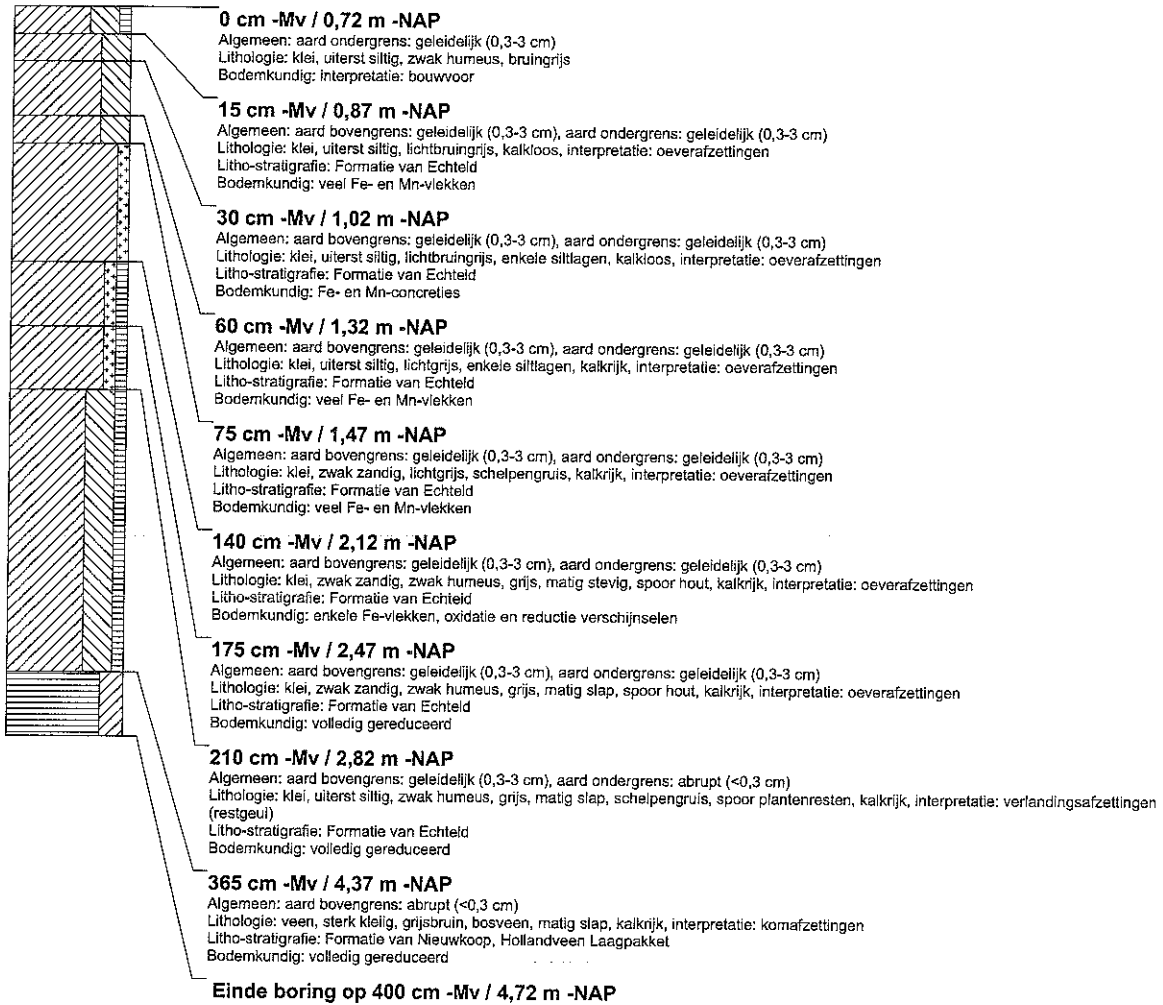 0 cm -Mv / 0,72 m -NAP
Algemeen: aard ondergrens: geleidelijk (0,3-3 cm)
Lithologie: klei, uiterst siltig, zwak humeus, bruingrijs
Bodemkundig: interpretatie: bouwvoor
15 cm -Mv / 0,87 m -NAP
Algemeen: aard bovengrens: geleidelijk (0,3-3 cm), aard ondergrens: geleidelijk (0,3-3 cm)
Lithologie: klei, uiterst siltig, lichtbruingrijs, kalkloos, interpretatie: oeverafzettingen
Litho-stratigrafie: Formatie van Echteld
Bodemkundig: veel Fe- en Mn-vlekken
30 cm -Mv / 1,02 m -NAP
Algemeen: aard bovengrens: geleidelijk (0,3-3 cm), aard ondergrens: geleidelijk (0,3-3 cm)
Lithologie: klei, uiterst siltig, lichtbruingrijs, enkele siltlagen, kalkloos, interpretatie: oeverafzettingen
Litho-stratigrafie: Formatie van Echteld
Bodemkundig: Fe- en Mn-concreties
60 cm -Mv / 1,32 m -NAP
Algemeen: aard bovengrens: geleidelijk (0,3-3 cm), aard ondergrens: geleidelijk (0,3-3 cm)
Lithologie: klei, uiterst siltig, lichtgrijs, enkele siltlagen, kalkrijk, interpretatie: oeverafzettingen
Litho-stratigrafie: Formatie van Echteld
Bodemkundig: veel Fe- en Mn-vlekken
75 cm -Mv / 1,47 m -NAP
Algemeen: aard bovengrens: geleidelijk (0,3-3 cm), aard ondergrens: geleidelijk (0,3-3 cm)
Lithologie: klei, zwak zandig, lichtgrijs, schelpengruis, kalkrijk, interpretatie: oeverafzettingen
Litho-stratigrafie: Formatie van Echteld
Bodemkundig: veel Fe- en Mn-vlekken
140 cm -Mv / 2,12 m -NAP
Algemeen: aard bovengrens: geleidelijk (0,3-3 cm), aard ondergrens: geleidelijk (0,3-3 cm)
Lithologie: klei, zwak zandig, zwak humeus, grijs, matig stevig, spoor hout, kalkrijk, interpretatie: oeverafzettingen
Litho-stratigrafie: Formatie van Echteld
Bodemkundig: enkele Fe-vlekken, oxidatie en reductie verschijnselen
175 cm -Mv / 2,47 m -NAP
Algemeen: aard bovengrens: geleidelijk (0,3-3 cm), aard ondergrens: geleidelijk (0,3-3 cm)
Lithologie: klei, zwak zandig, zwak humeus, grijs, matig slap, spoor hout, kalkrijk, interpretatie: oeverafzettingen
Litho-stratigrafie: Formatie van Echteld
Bodemkundig: volledig gereduceerd
210 cm -Mv / 2,82 m -NAP
Algemeen: aard bovengrens: geleidelijk (0,3-3 cm), aard ondergrens: abrupt (<0,3 cm)
Lithologie: klei, uiterst siltig, zwak humeus, grijs, matig slap, schelpengruis, spoor plantenresten, kalkrijk, interpretatie: verlandingsafzettingen
(restgeul)
Litho-stratigrafie: Formatie van Echteld
Bodemkundig: volledig gereduceerd
365 cm -Mv / 4,37 m -NAP
Algemeen: aard bovengrens: abrupt (<0,3 cm)
Lithologie: veen, sterk kleiig, grijsbruin, bosveen, matig slap, kalkrijk, interpretatie: komafzettingen
Litho-stratigrafie: Formatie van Nieuwkoop, Hollandveen Laagpakket
Bodemkundig: volledig gereduceerd
Einde boring op 400 cm -Mv / 4,72 m -NAP